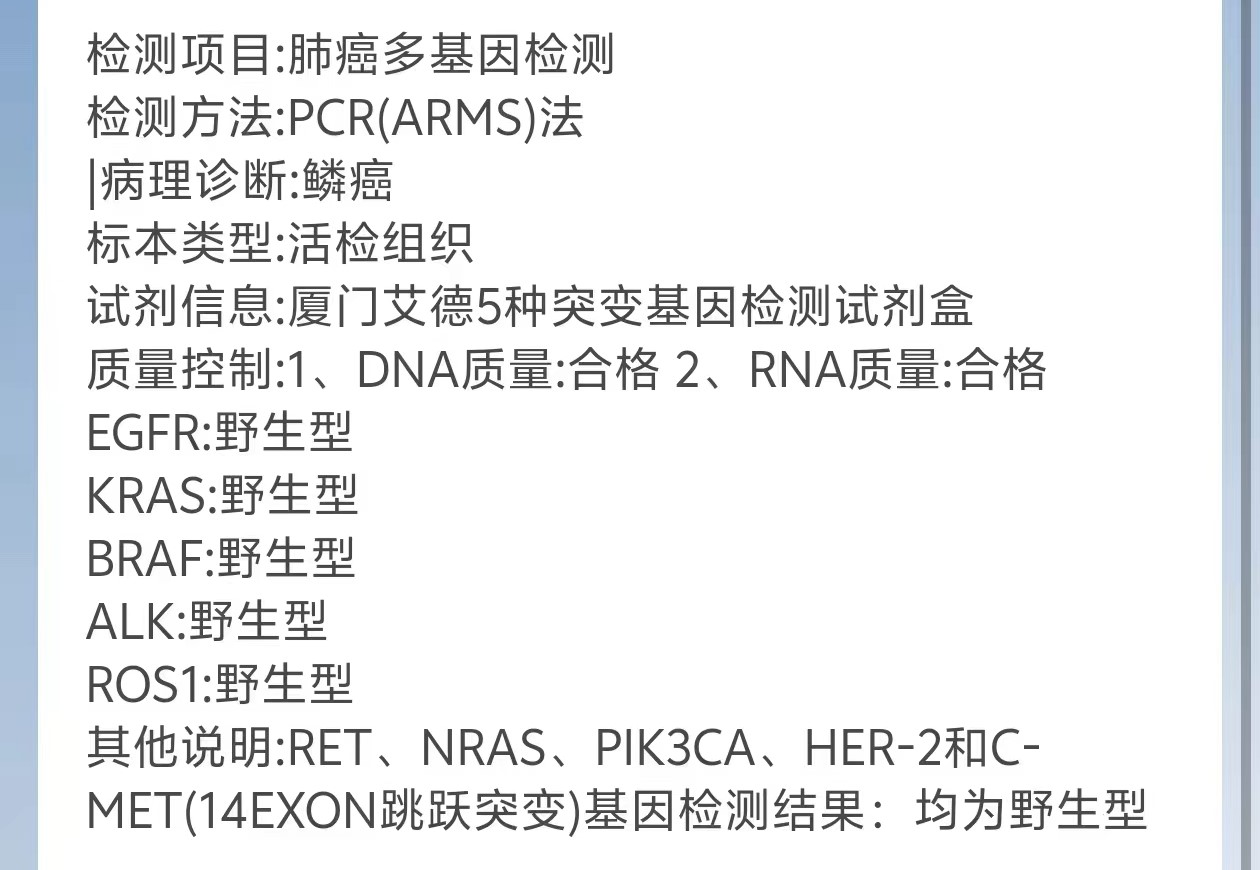 检测项目:肺癌多基因检测
检测方法:PCR(ARMS)法
|病理诊断:鳞癌
标本类型:活检组织
试剂信息:厦门艾德5种突变基因检测试剂盒
质量控制:1、DNA质量:合格 2、RNA质量:合格
EGFR:野生型
KRAS:野生型
BRAF:野生型
ALK:野生型
ROS1:野生型
其他说明:RET、NRAS、PIK3CA、HER-2和C-
MET(14EXON跳跃突变)基因检测结果：均为野生型